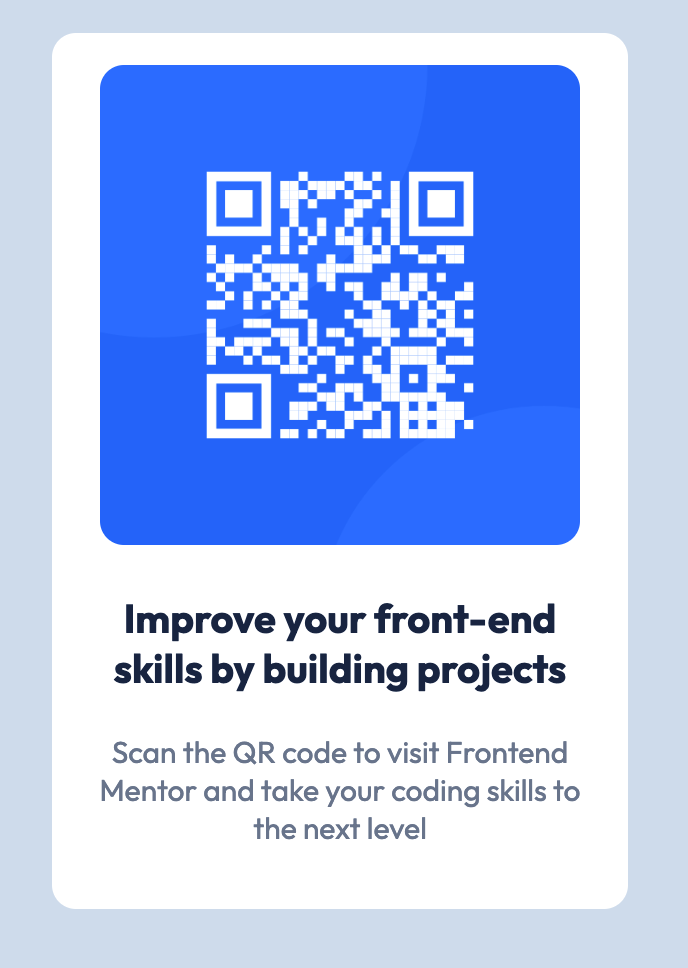 Improve your front-end
skills by building projects
Scan the QR code to visit Frontend
Mentor and take your coding skills to
the next level